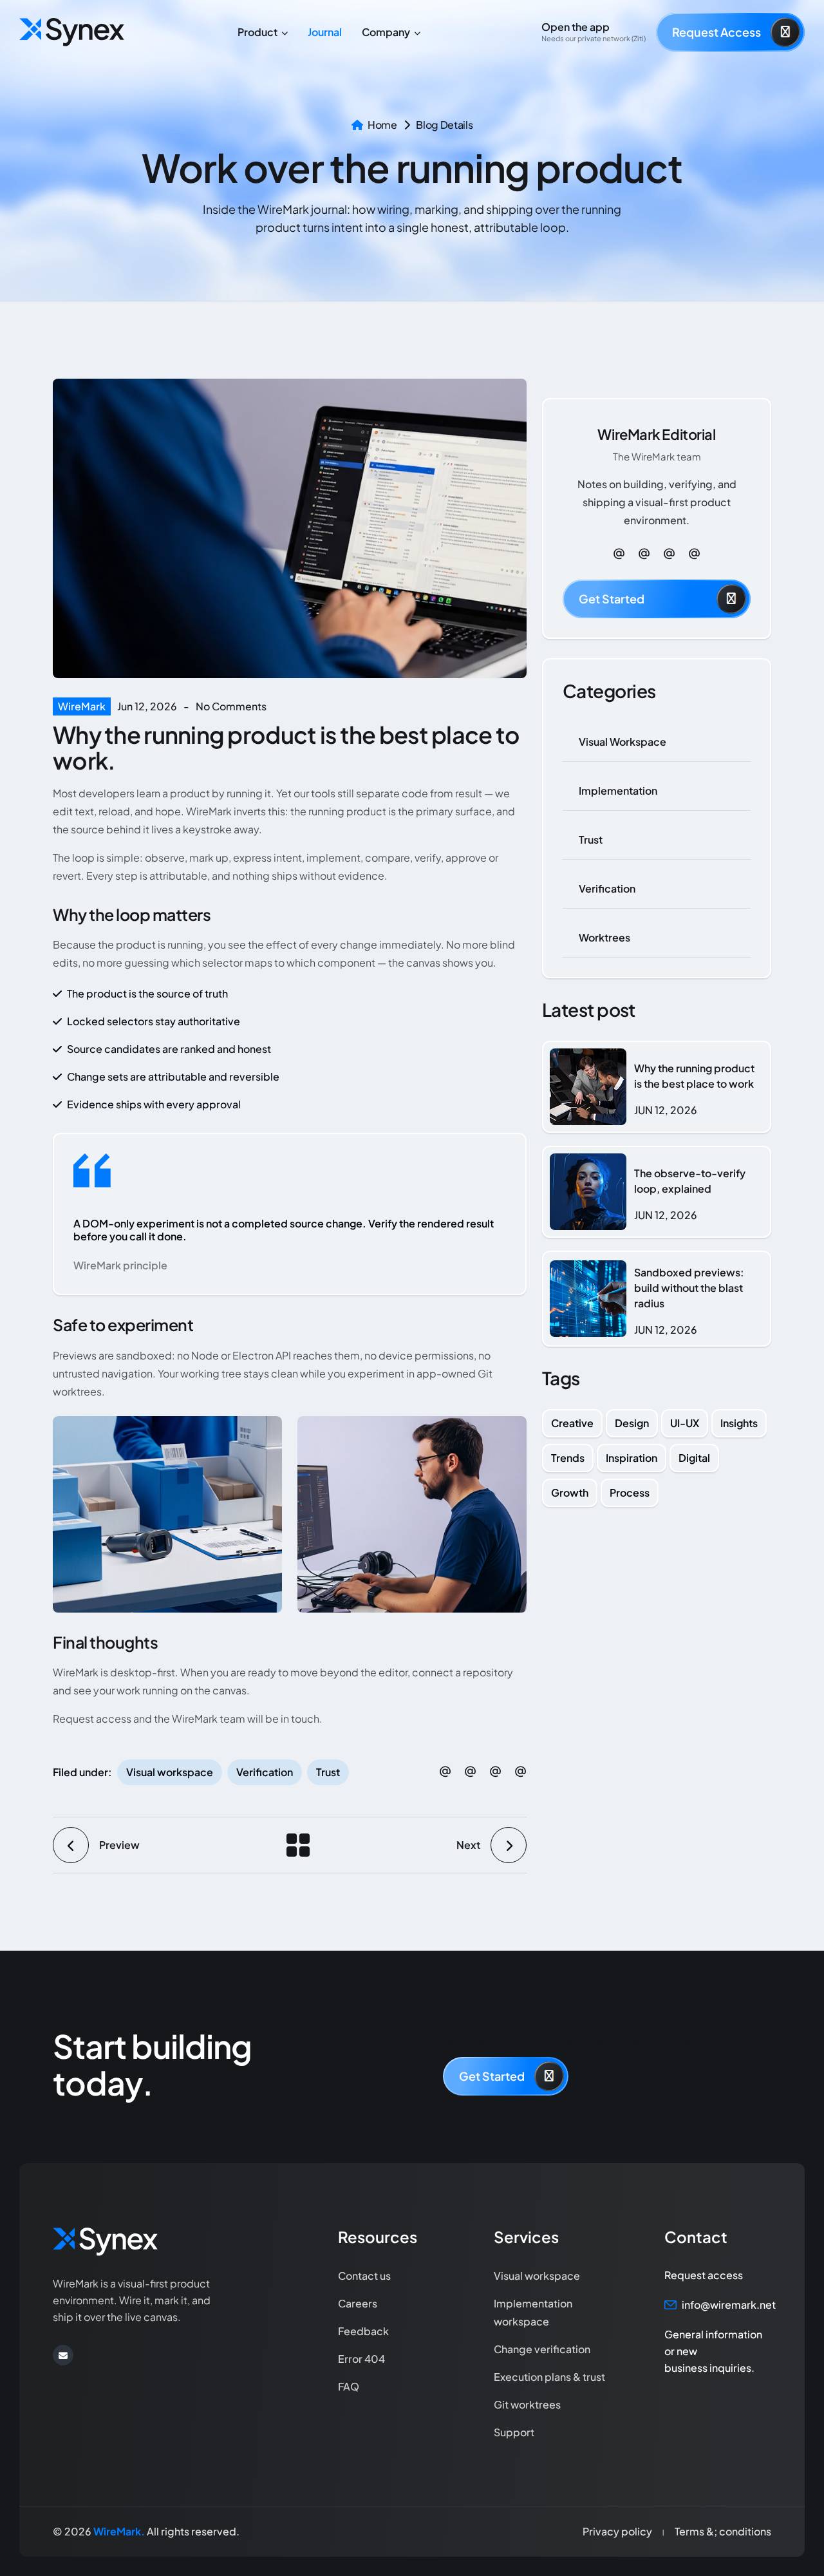 Synex
Product
Journal
Company
Open the app
Needs our private network (Ziti)
Request Access
Home
Blog Details
Work over the running product
Inside the WireMark journal: how wiring, marking, and shipping over the running
product turns intent into a single honest, attributable loop.
WireMark
Jun 12, 2026 - No Comments
Why the running product is the best place to
work.
Most developers learn a product by running it. Yet our tools still separate code from result — we
edit text, reload, and hope. WireMark inverts this: the running product is the primary surface, and
the source behind it lives a keystroke away.
The loop is simple: observe, mark up, express intent, implement, compare, verify, approve or
revert. Every step is attributable, and nothing ships without evidence.
Why the loop matters
Because the product is running, you see the effect of every change immediately. No more blind
edits, no more guessing which selector maps to which component — the canvas shows you.
The product is the source of truth
Locked selectors stay authoritative
Source candidates are ranked and honest
Change sets are attributable and reversible
Evidence ships with every approval
A DOM-only experiment is not a completed source change. Verify the rendered result
before you call it done.
WireMark principle
Safe to experiment
Previews are sandboxed: no Node or Electron API reaches them, no device permissions, no
untrusted navigation. Your working tree stays clean while you experiment in app-owned Git
worktrees.
Final thoughts
WireMark is desktop-first. When you are ready to move beyond the editor, connect a repository
and see your work running on the canvas.
Request access and the WireMark team will be in touch.
Filed under:
Visual workspace
Verification
Trust
@ @ @ @
Preview
Next
WireMark Editorial
The WireMark team
Notes on building, verifying, and
shipping a visual-first product
environment.
@ @ @ @
Get Started
Categories
Visual Workspace
Implementation
Trust
Verification
Worktrees
Latest post
Why the running product
is the best place to work
JUN 12, 2026
The observe-to-verify
loop, explained
JUN 12, 2026
Sandboxed previews:
build without the blast
radius
JUN 12, 2026
Tags
Creative
Design
UI-UX
Insights
Trends
Inspiration
Digital
Growth
Process
Start building
today.
Get Started
Synex
WireMark is a visual-first product
environment. Wire it, mark it, and
ship it over the live canvas.
Resources
Contact us
Careers
Feedback
Error 404
FAQ
Services
Visual workspace
Implementation
workspace
Change verification
Execution plans & trust
Git worktrees
Support
Contact
Request access
info@wiremark.net
General information
or new
business inquiries.
© 2026 WireMark. All rights reserved.
Privacy policy
Terms &; conditions